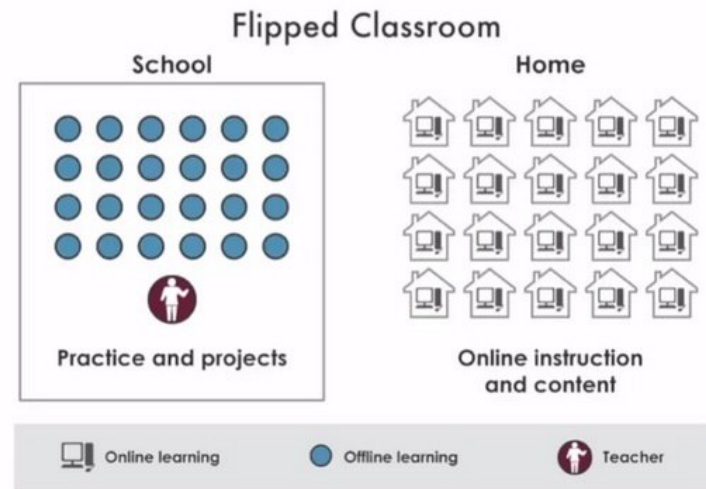 Flipped Classroom
School
Home
Practice and projects
Online instruction
and content
Online learning
Offline learning
Teacher